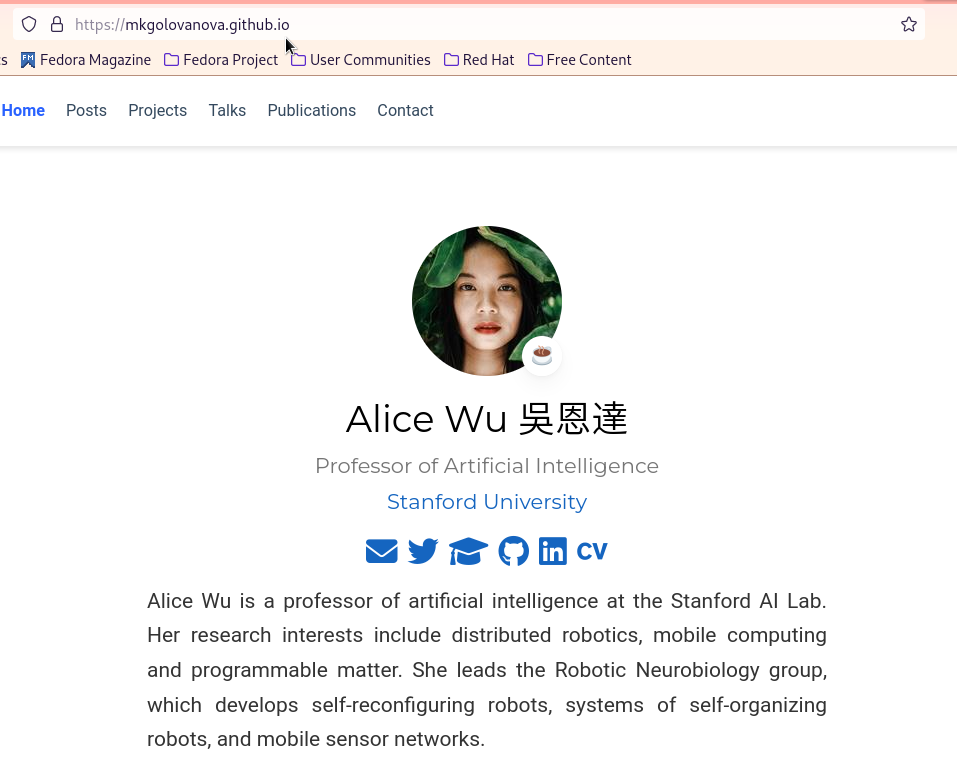 https://mkgolovanova.github.io
Fedora Magazine Fedora Project User Communities Red Hat Free Content
Home Posts Projects Talks Publications Contact
Alice Wu 吳恩達
Professor of Artificial Intelligence
Stanford University
CV
Alice Wu is a professor of artificial intelligence at the Stanford AI Lab.
Her research interests include distributed robotics, mobile computing
and programmable matter. She leads the Robotic Neurobiology group,
which develops self-reconfiguring robots, systems of self-organizing
robots, and mobile sensor networks.